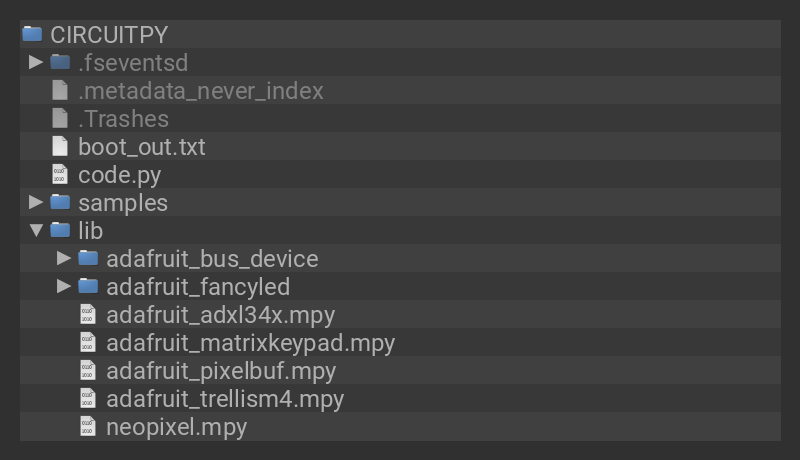 CIRCUITPY
.fseventsd
.metadata_never_index
.Trashes
boot_out.txt
code.py
samples
lib
adafruit_bus_device
adafruit_fancyled
adafruit_adxl34x.mpy
adafruit_matrixkeypad.mpy
adafruit_pixelbuf.mpy
adafruit_trellism4.mpy
neopixel.mpy